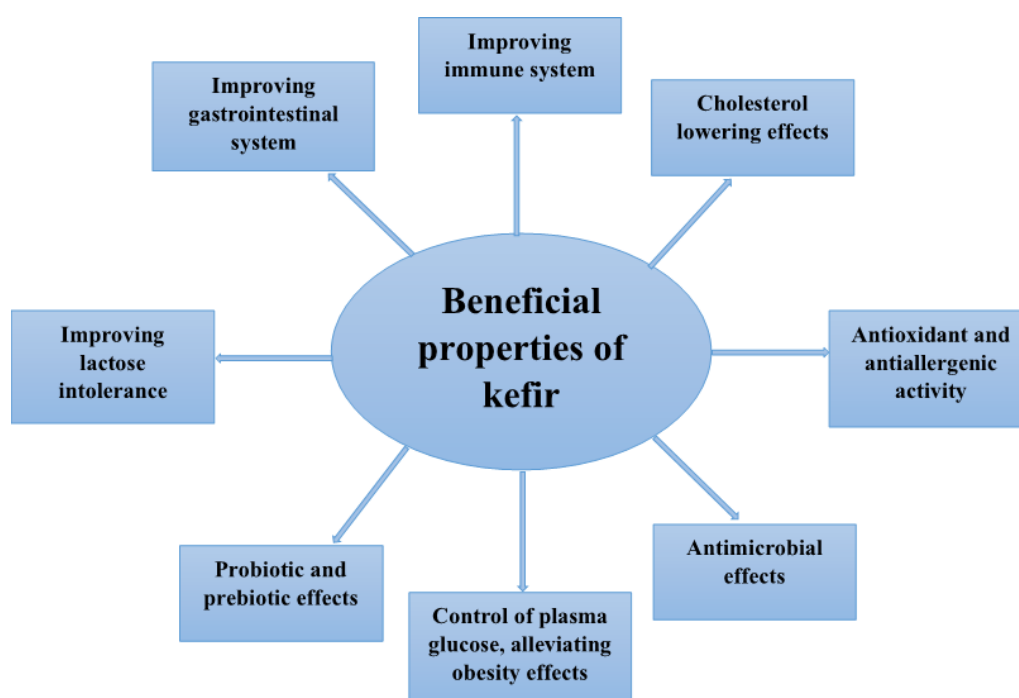 Improving
immune system
Improving
gastrointestinal
system
Cholesterol
lowering effects
Beneficial
properties of
kefir
Improving
lactose
intolerance
Antioxidant and
antiallergenic
activity
Probiotic and
prebiotic effects
Antimicrobial
effects
Control of plasma
glucose, alleviating
obesity effects